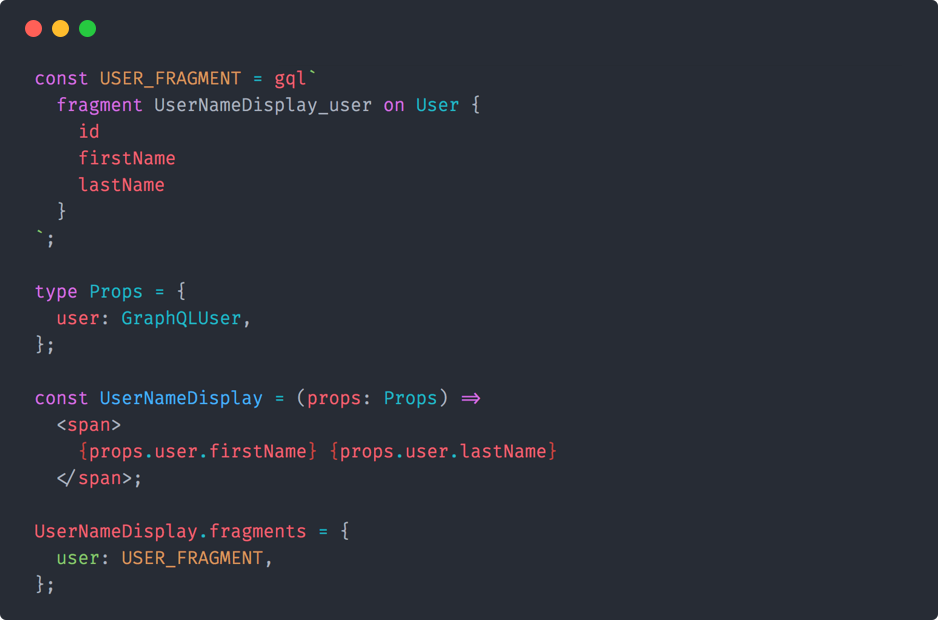 const USER_FRAGMENT = gql`
  fragment UserNameDisplay_user on User {
    id
    firstName
    lastName
  }
`;

type Props = {
  user: GraphQLUser,
};

const UserNameDisplay = (props: Props) =>
  <span>
    {props.user.firstName} {props.user.lastName}
  </span>;

UserNameDisplay.fragments = {
  user: USER_FRAGMENT,
};